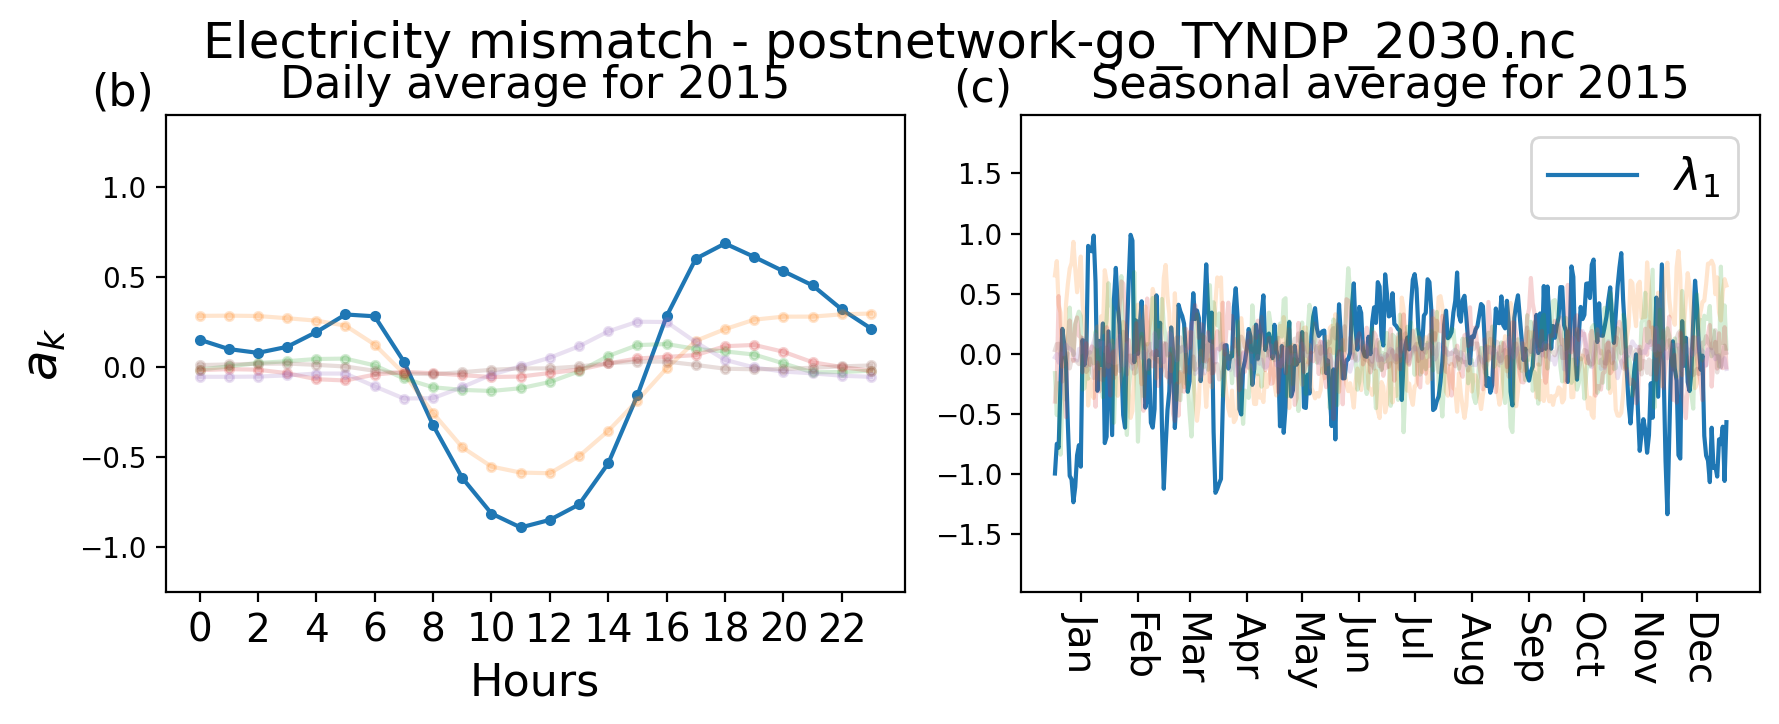 Electricity mismatch - postnetwork-go_TYNDP_2030.nc
(b)
Daily average for 2015
1.0
0.5
0.0
−0.5
−1.0
a_k
0 2 4 6 8 10 12 14 16 18 20 22
Hours
(c)
Seasonal average for 2015
λ_1
1.5
1.0
0.5
0.0
−0.5
−1.0
−1.5
Jan
Feb
Mar
Apr
May
Jun
Jul
Aug
Sep
Oct
Nov
Dec